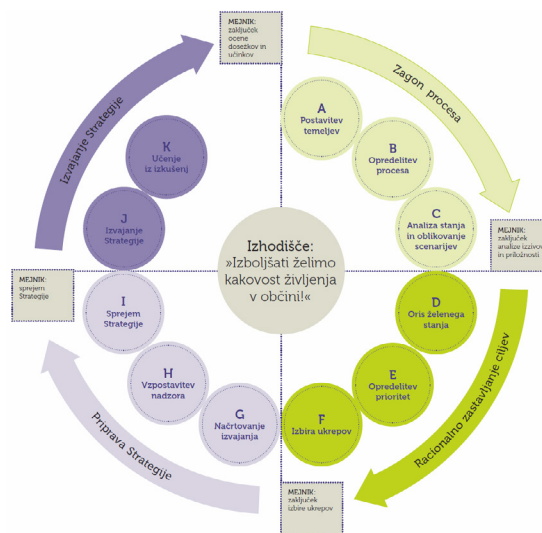 MEJNIK:
zaključek
ocene
dosežkov in
učinkov
Zagon procesa
A
Postavitev
temeljev
B
Opredelitev
procesa
C
Analiza stanja
in oblikovanje
scenarijev
MEJNIK:
zaključek
analize izzivov
in priložnosti
D
Oris želenega
stanja
E
Opredelitev
prioritet
F
Izbira ukrepov
Racionalno zastavljanje ciljev
MEJNIK:
zaključek
izbire ukrepov
G
Načrtovanje
izvajanja
H
Vzpostavitev
nadzora
I
Sprejem
Strategije
Priprava Strategije
MEJNIK:
sprejem
Strategije
J
Izvajanje
Strategije
K
Učenje
iz izkušenj
Izvajanje Strategije
Izhodišče:
»Izboljšati želimo
kakovost življenja
v občini!«